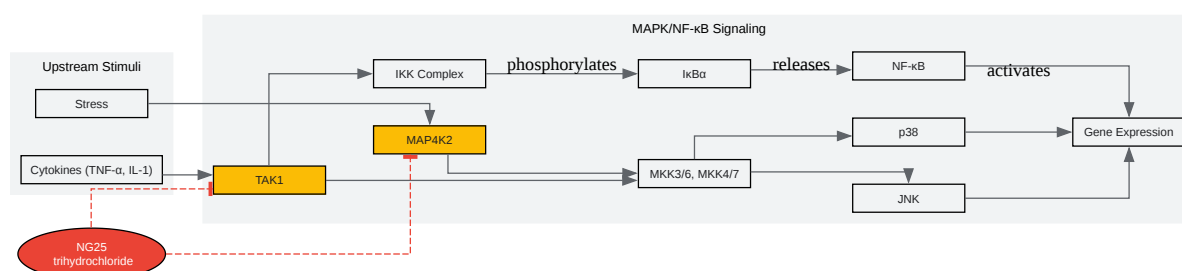 MAPK/NF-κB Signaling
Upstream Stimuli
Stress
Cytokines (TNF-α, IL-1)
IKK Complex
phosphorylates
IκBα
releases
NF-κB
activates
MAP4K2
TAK1
MKK3/6, MKK4/7
p38
JNK
Gene Expression
NG25
trihydrochloride